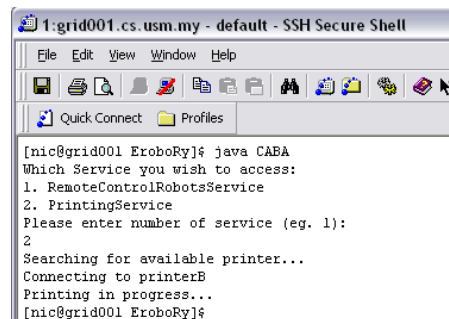 1:grid001.cs.usm.my - default - SSH Secure Shell
File Edit View Window Help
Quick Connect Profiles
[nic@grid001 EroboRy]$ java CABA
Which Service you wish to access:
1. RemoteControlRobotsService
2. PrintingService
Please enter number of service (eg. 1):
2
Searching for available printer...
Connecting to printerB
Printing in progress...
[nic@grid001 EroboRy]$